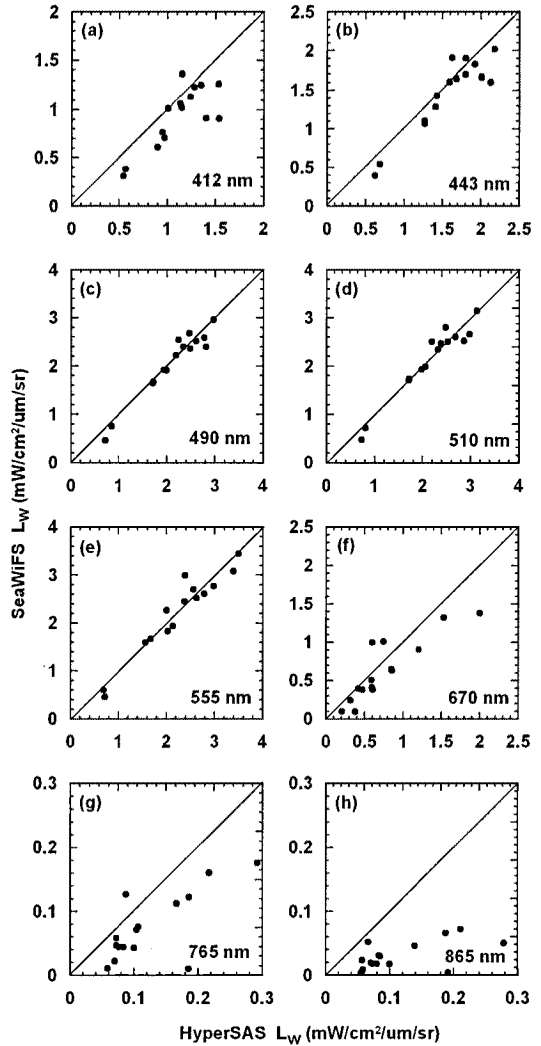 2
(a)
1.5
1
0.5
412 nm
0
0 0.5 1 1.5 2
2.5
(b)
2
1.5
1
0.5
443 nm
0
0 0.5 1 1.5 2 2.5
4
(c)
3
2
1
490 nm
0
0 1 2 3 4
4
(d)
3
2
1
510 nm
0
0 1 2 3 4
SeaWiFS LW (mW/cm2/um/sr)
4
(e)
3
2
1
555 nm
0
0 1 2 3 4
2.5
(f)
2
1.5
1
0.5
670 nm
0
0 0.5 1 1.5 2 2.5
0.3
(g)
0.2
0.1
765 nm
0
0 0.1 0.2 0.3
0.3
(h)
0.2
0.1
865 nm
0
0 0.1 0.2 0.3
HyperSAS LW (mW/cm2/um/sr)